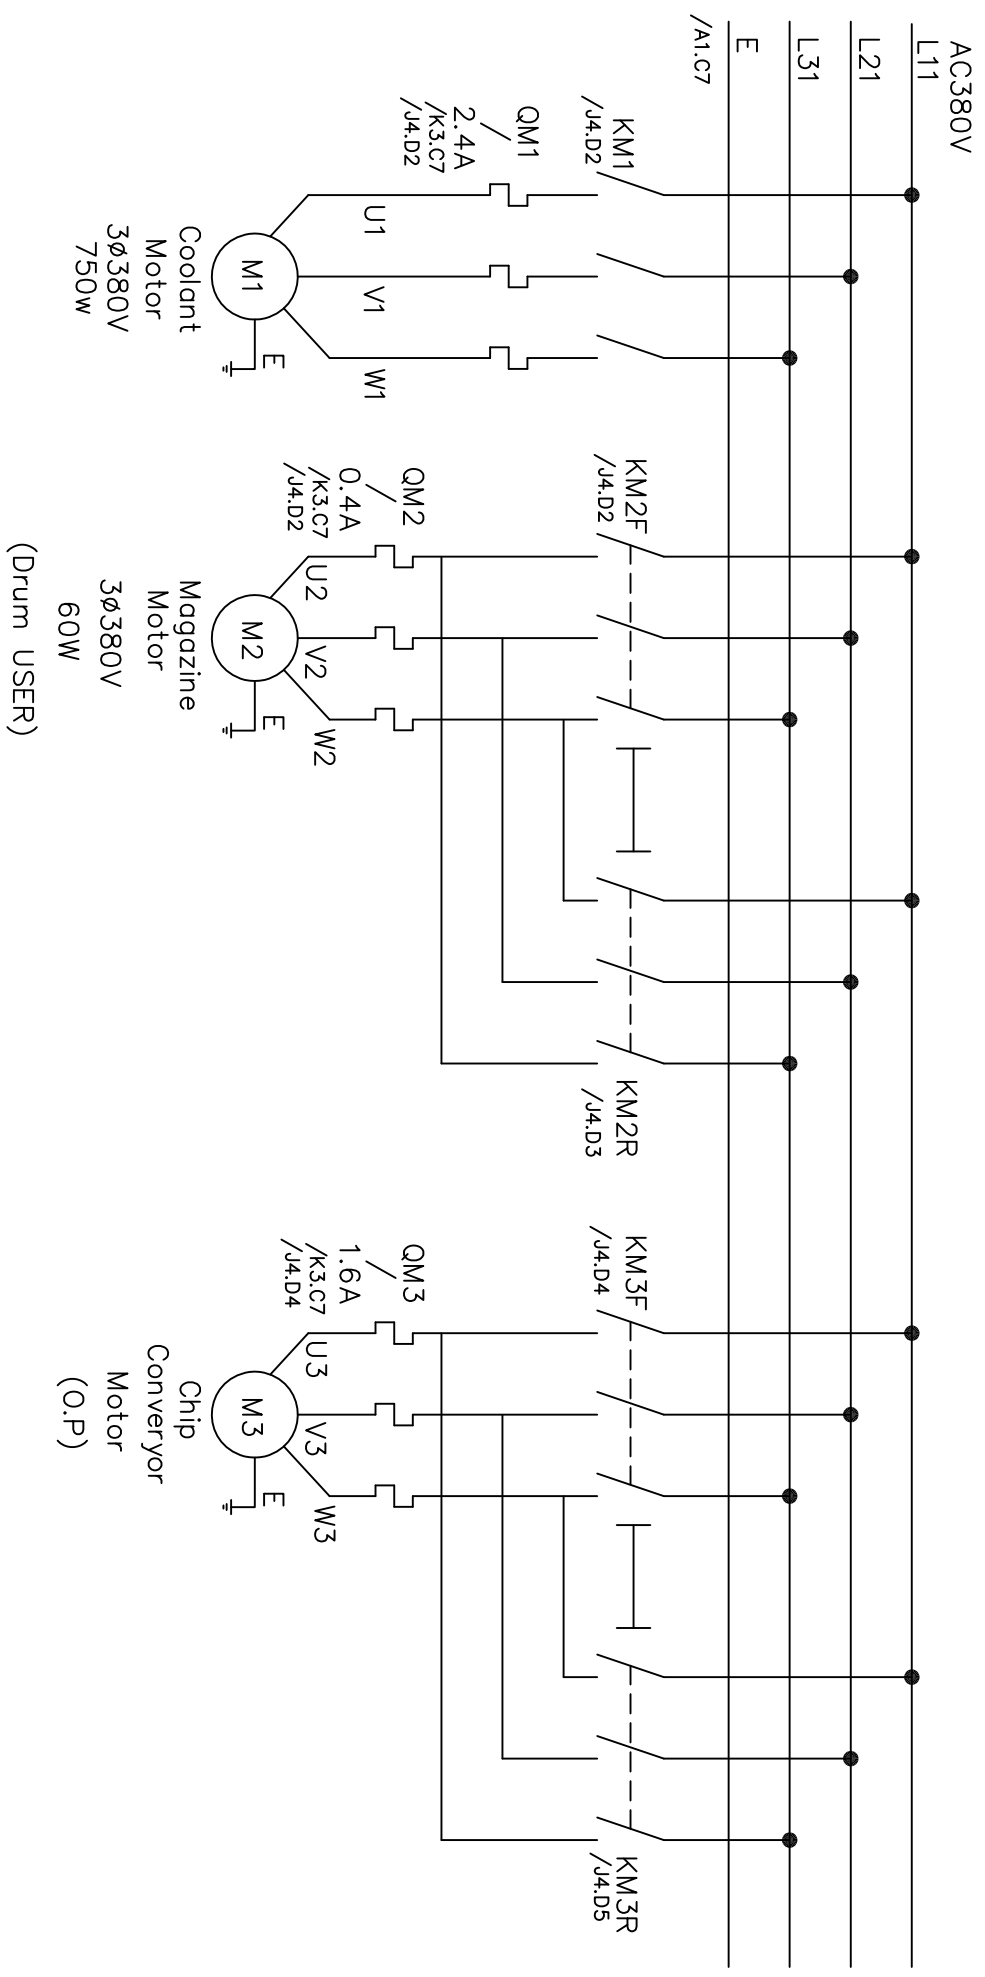 AC380V
L11
L21
L31
E
/A1.C7
KM1
/J4.D2
QM1
2.4A
/K3.C7
/J4.D2
U1
V1
W1
M1
E
Coolant
Motor
3ø380V
750w
KM2F
/J4.D2
KM2R
/J4.D3
QM2
0.4A
/K3.C7
/J4.D2
U2
V2
W2
M2
E
Magazine
Motor
3ø380V
60W
(Drum USER)
KM3F
/J4.D4
KM3R
/J4.D5
QM3
1.6A
/K3.C7
/J4.D4
U3
V3
W3
M3
E
Chip
Converyor
Motor
(O.P)